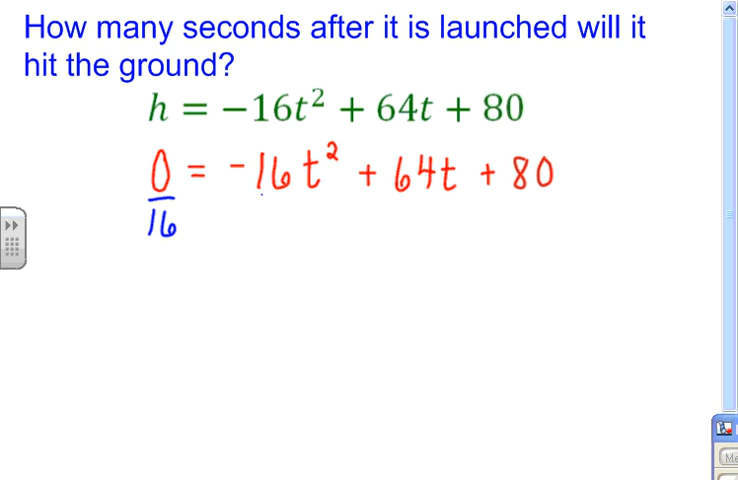 How many seconds after it is launched will it
hit the ground?
h = −16t² + 64t + 80
0 = -16t² + 64t + 80
16
Me